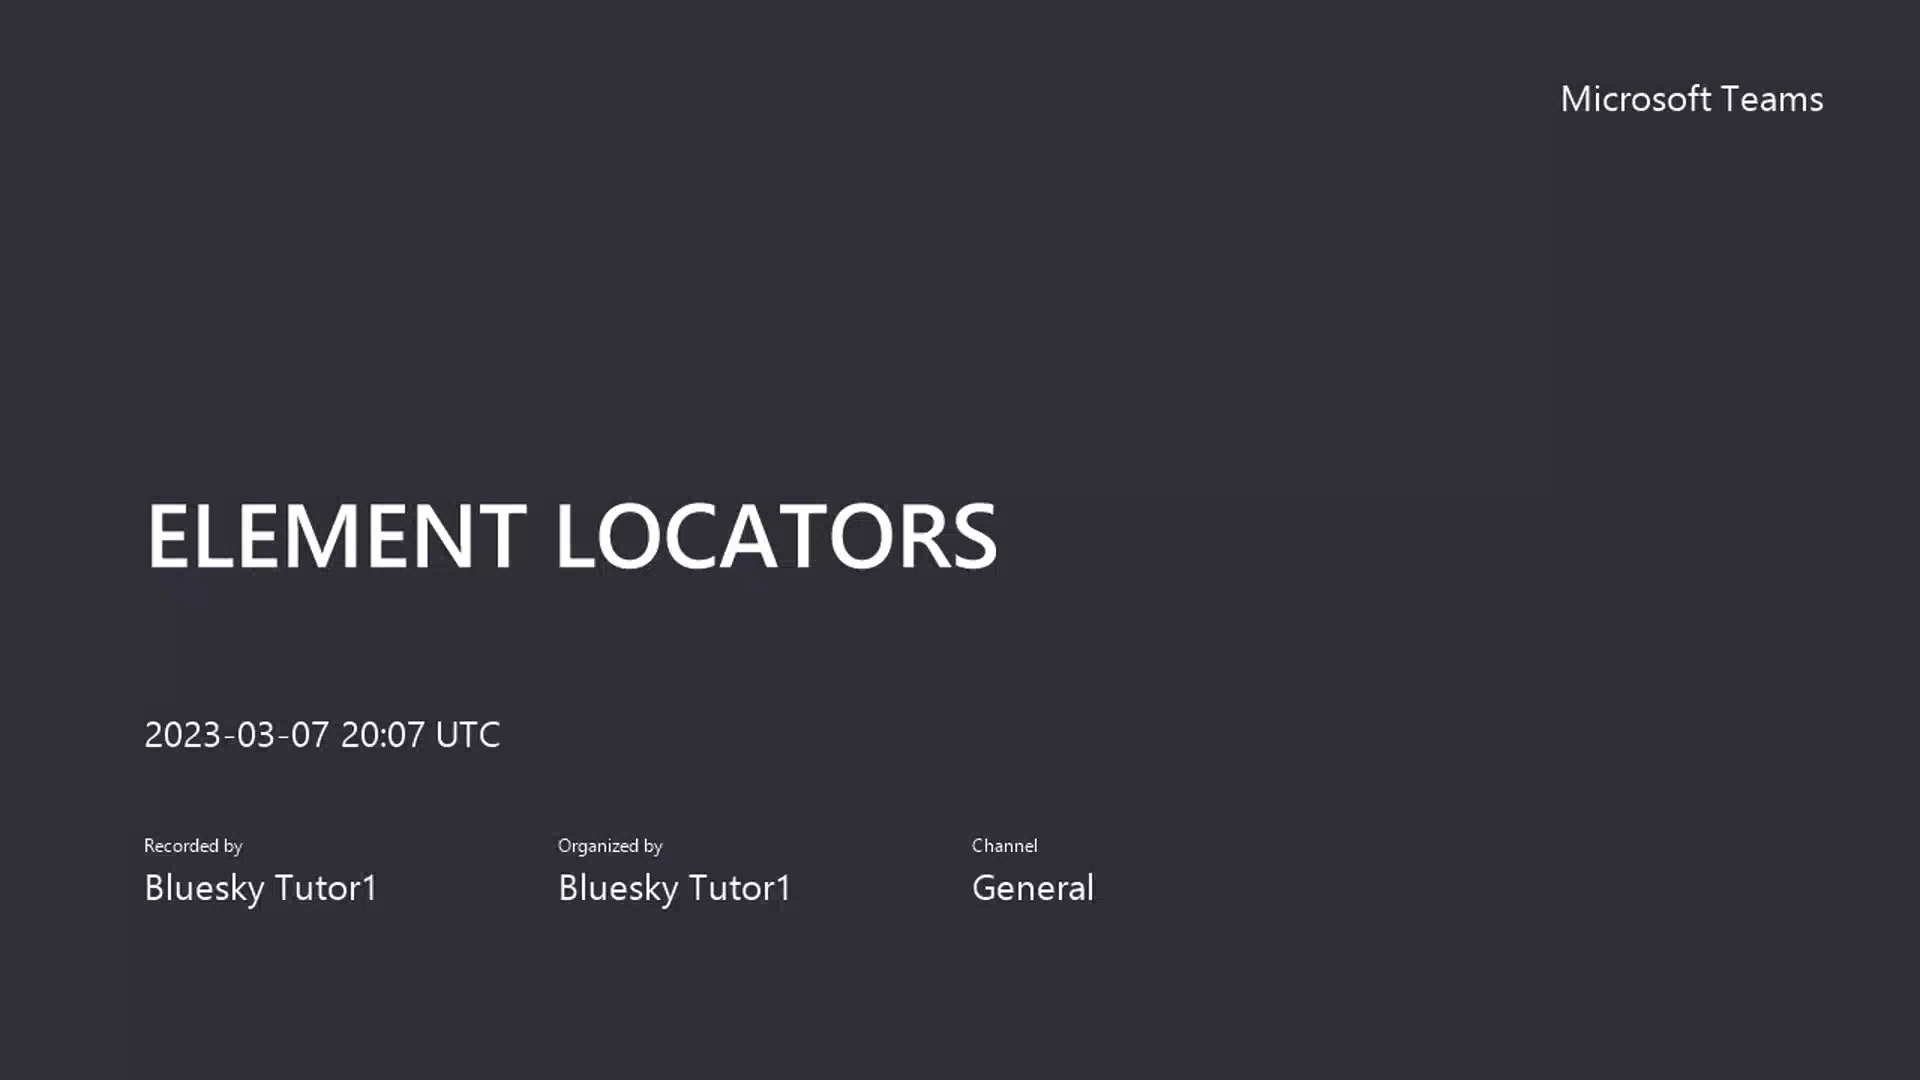 Microsoft Teams
ELEMENT LOCATORS
2023-03-07 20:07 UTC
Recorded by
Bluesky Tutor1
Organized by
Bluesky Tutor1
Channel
General